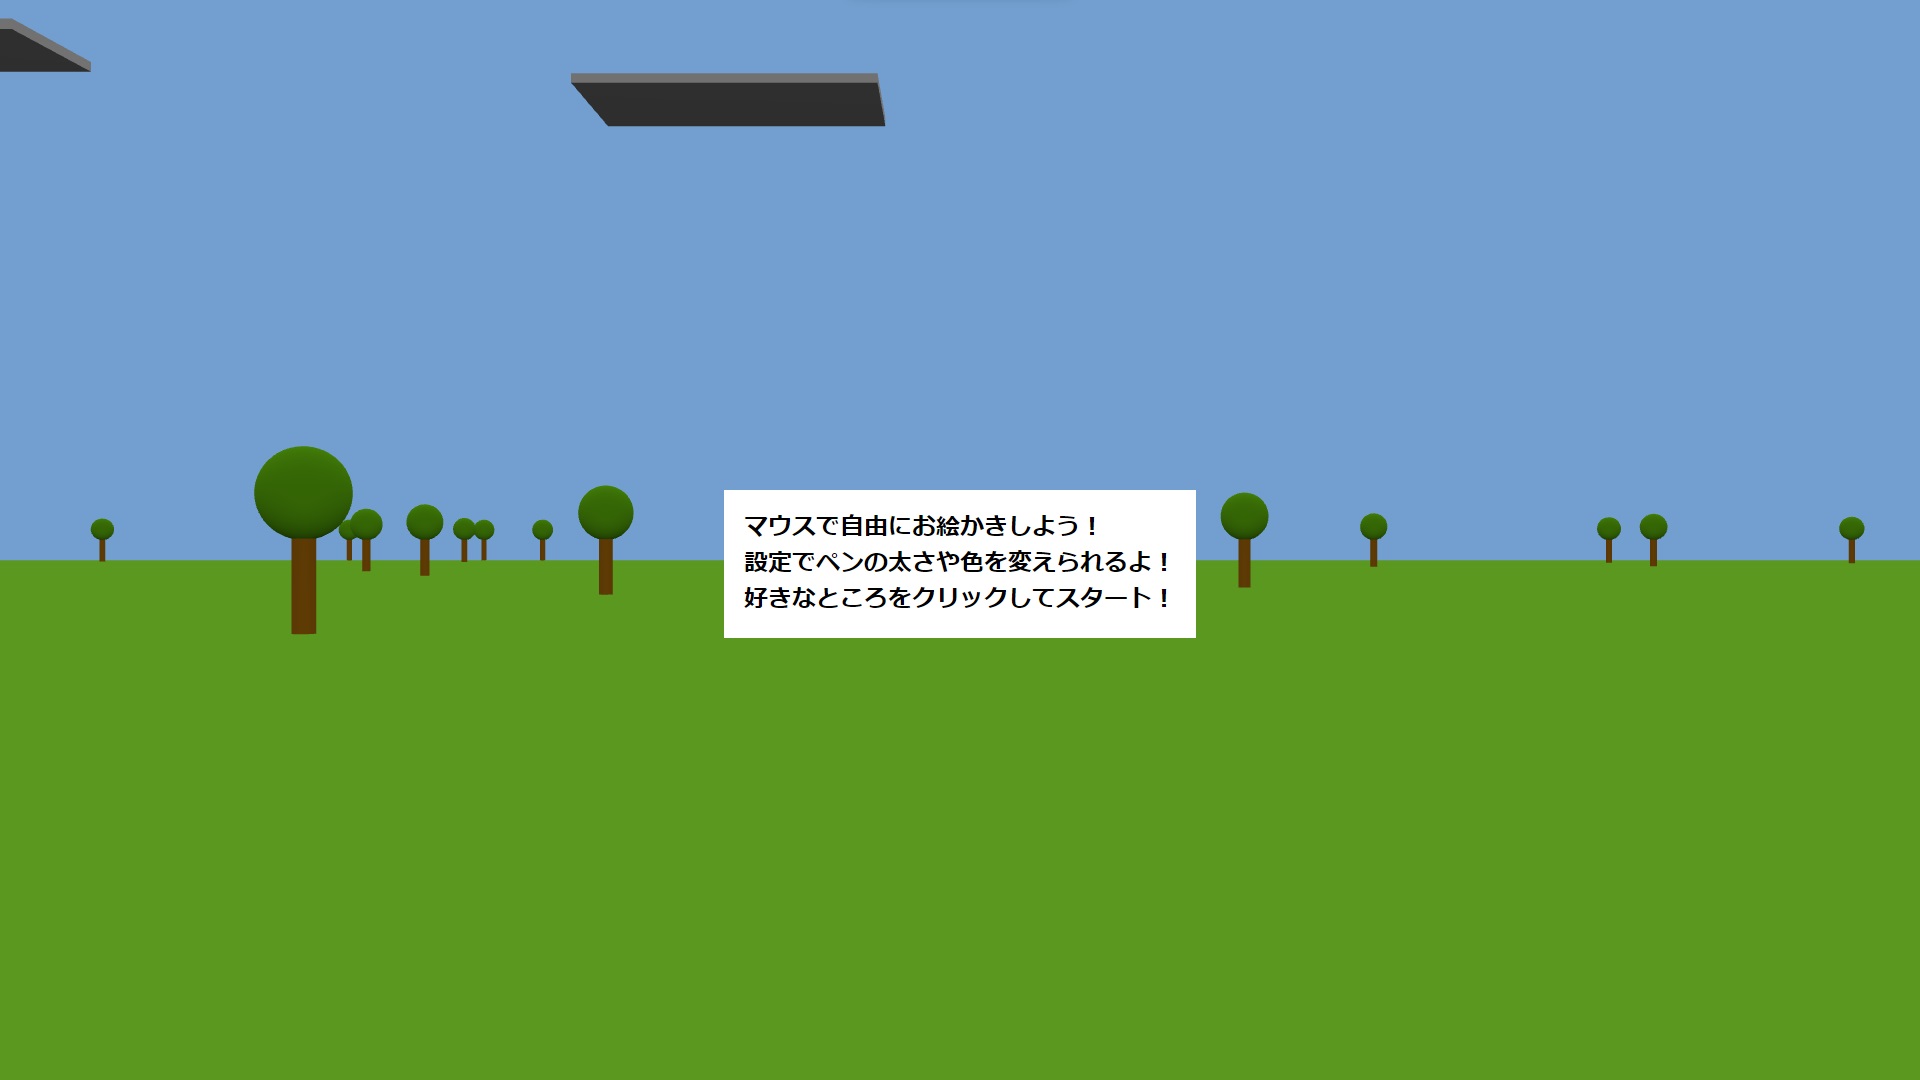 マウスで自由にお絵かきしよう！
設定でペンの太さや色を変えられるよ！
好きなところをクリックしてスタート！